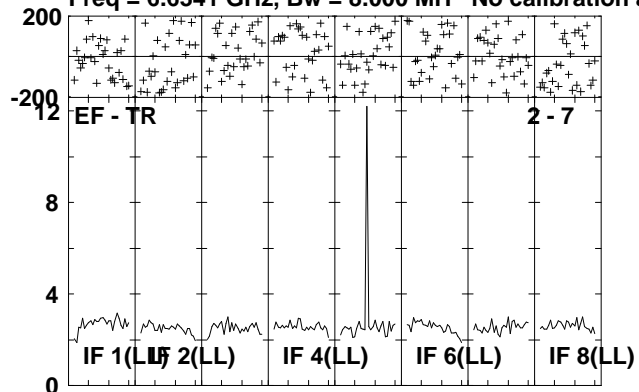 Freq = 6.6541 GHz, Bw = 8.000 MH No calibration a
200
-200
12
EF - TR
2 - 7
8
4
0
IF 1(LL)
IF 2(LL)
IF 4(LL)
IF 6(LL)
IF 8(LL)